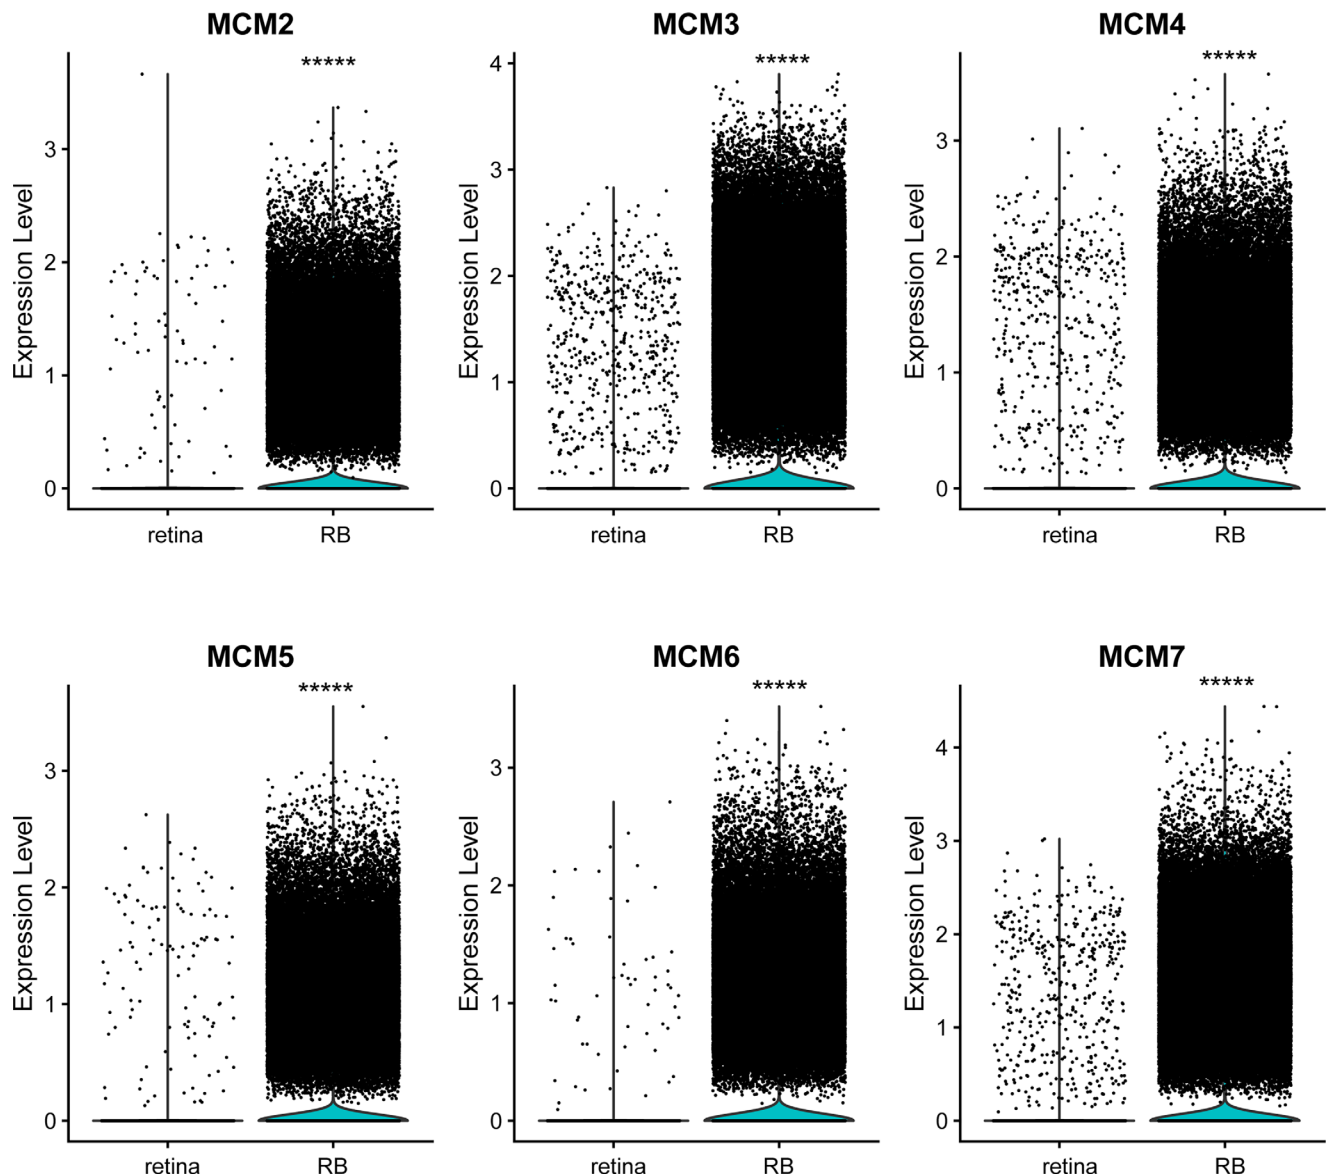 MCM2
*****
Expression Level
3
2
1
0
retina
RB
MCM3
*****
Expression Level
4
3
2
1
0
retina
RB
MCM4
*****
Expression Level
3
2
1
0
retina
RB
MCM5
*****
Expression Level
3
2
1
0
retina
RB
MCM6
*****
Expression Level
3
2
1
0
retina
RB
MCM7
*****
Expression Level
4
3
2
1
0
retina
RB